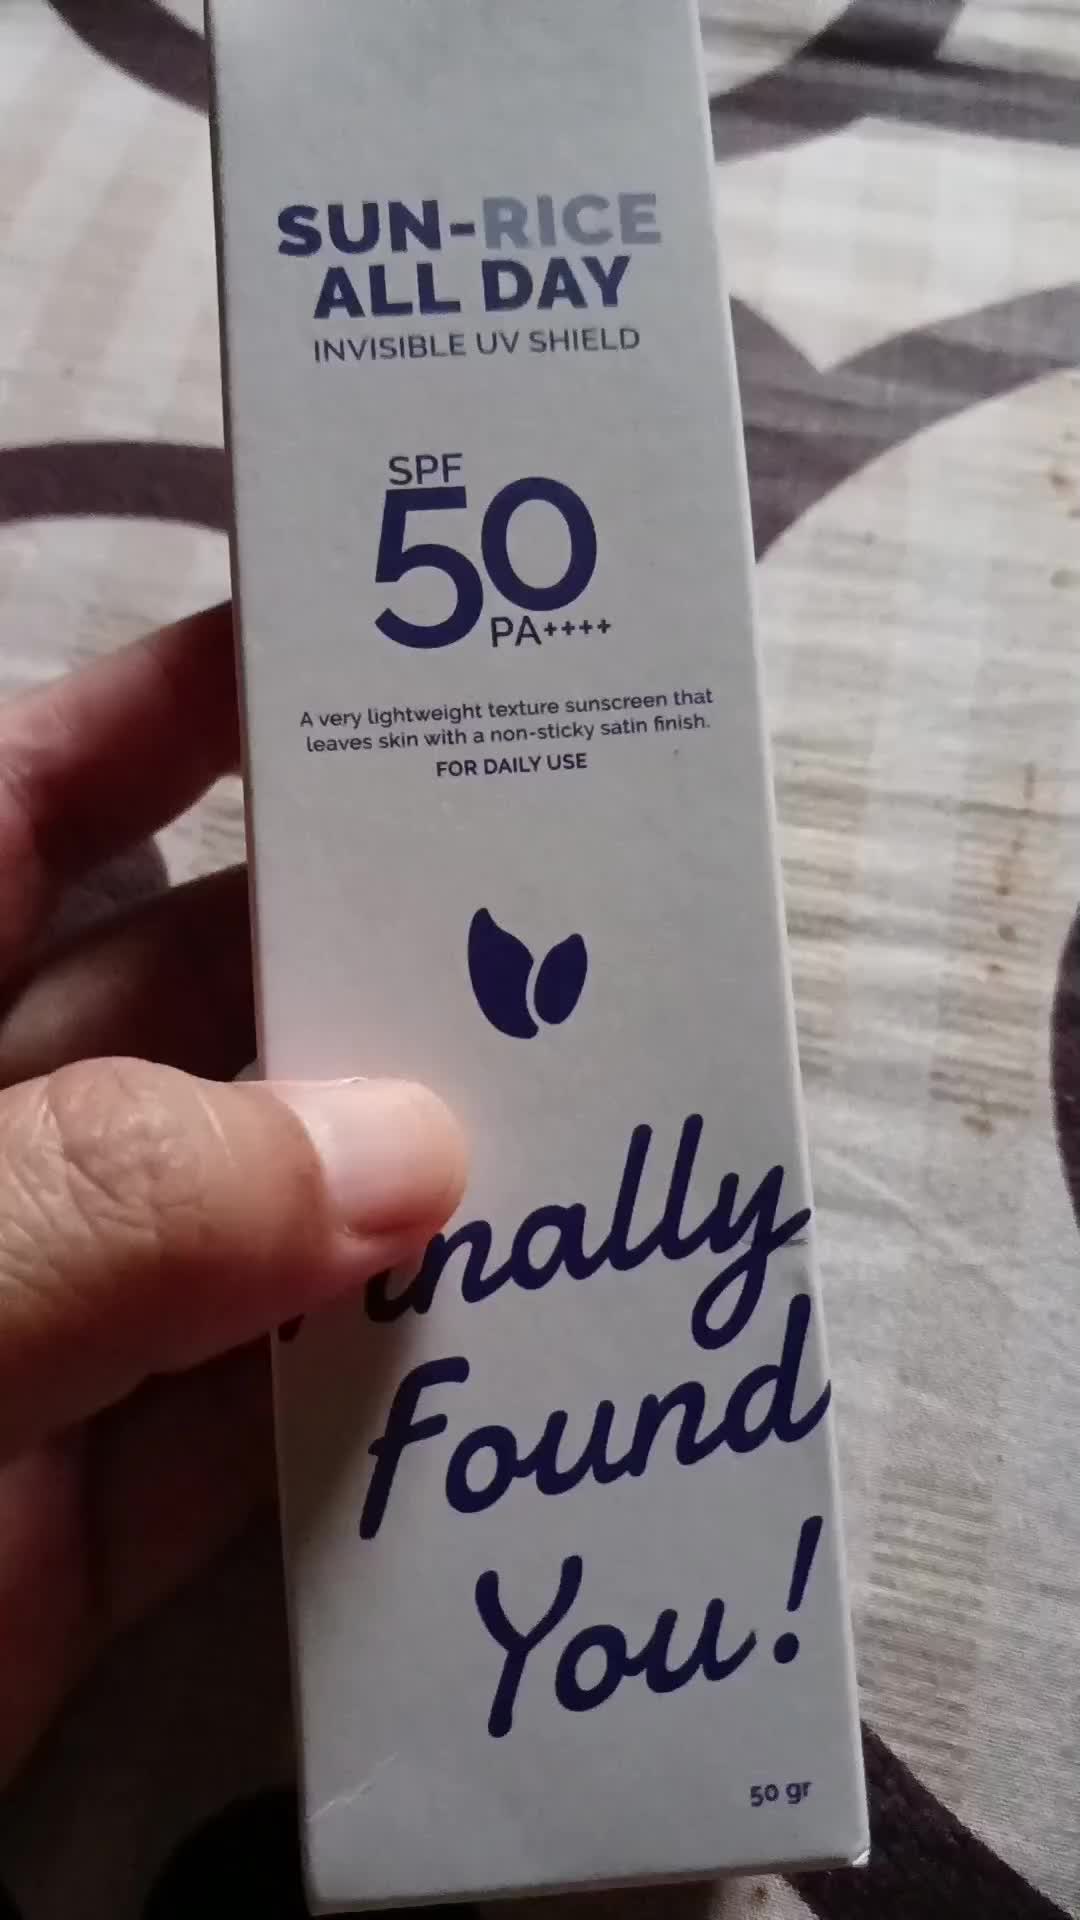 SUN-RICE
ALL DAY
INVISIBLE UV SHIELD
SPF
50
PA++++
A very lightweight texture sunscreen that
leaves skin with a non-sticky satin finish.
FOR DAILY USE
Found
You!
50 gr